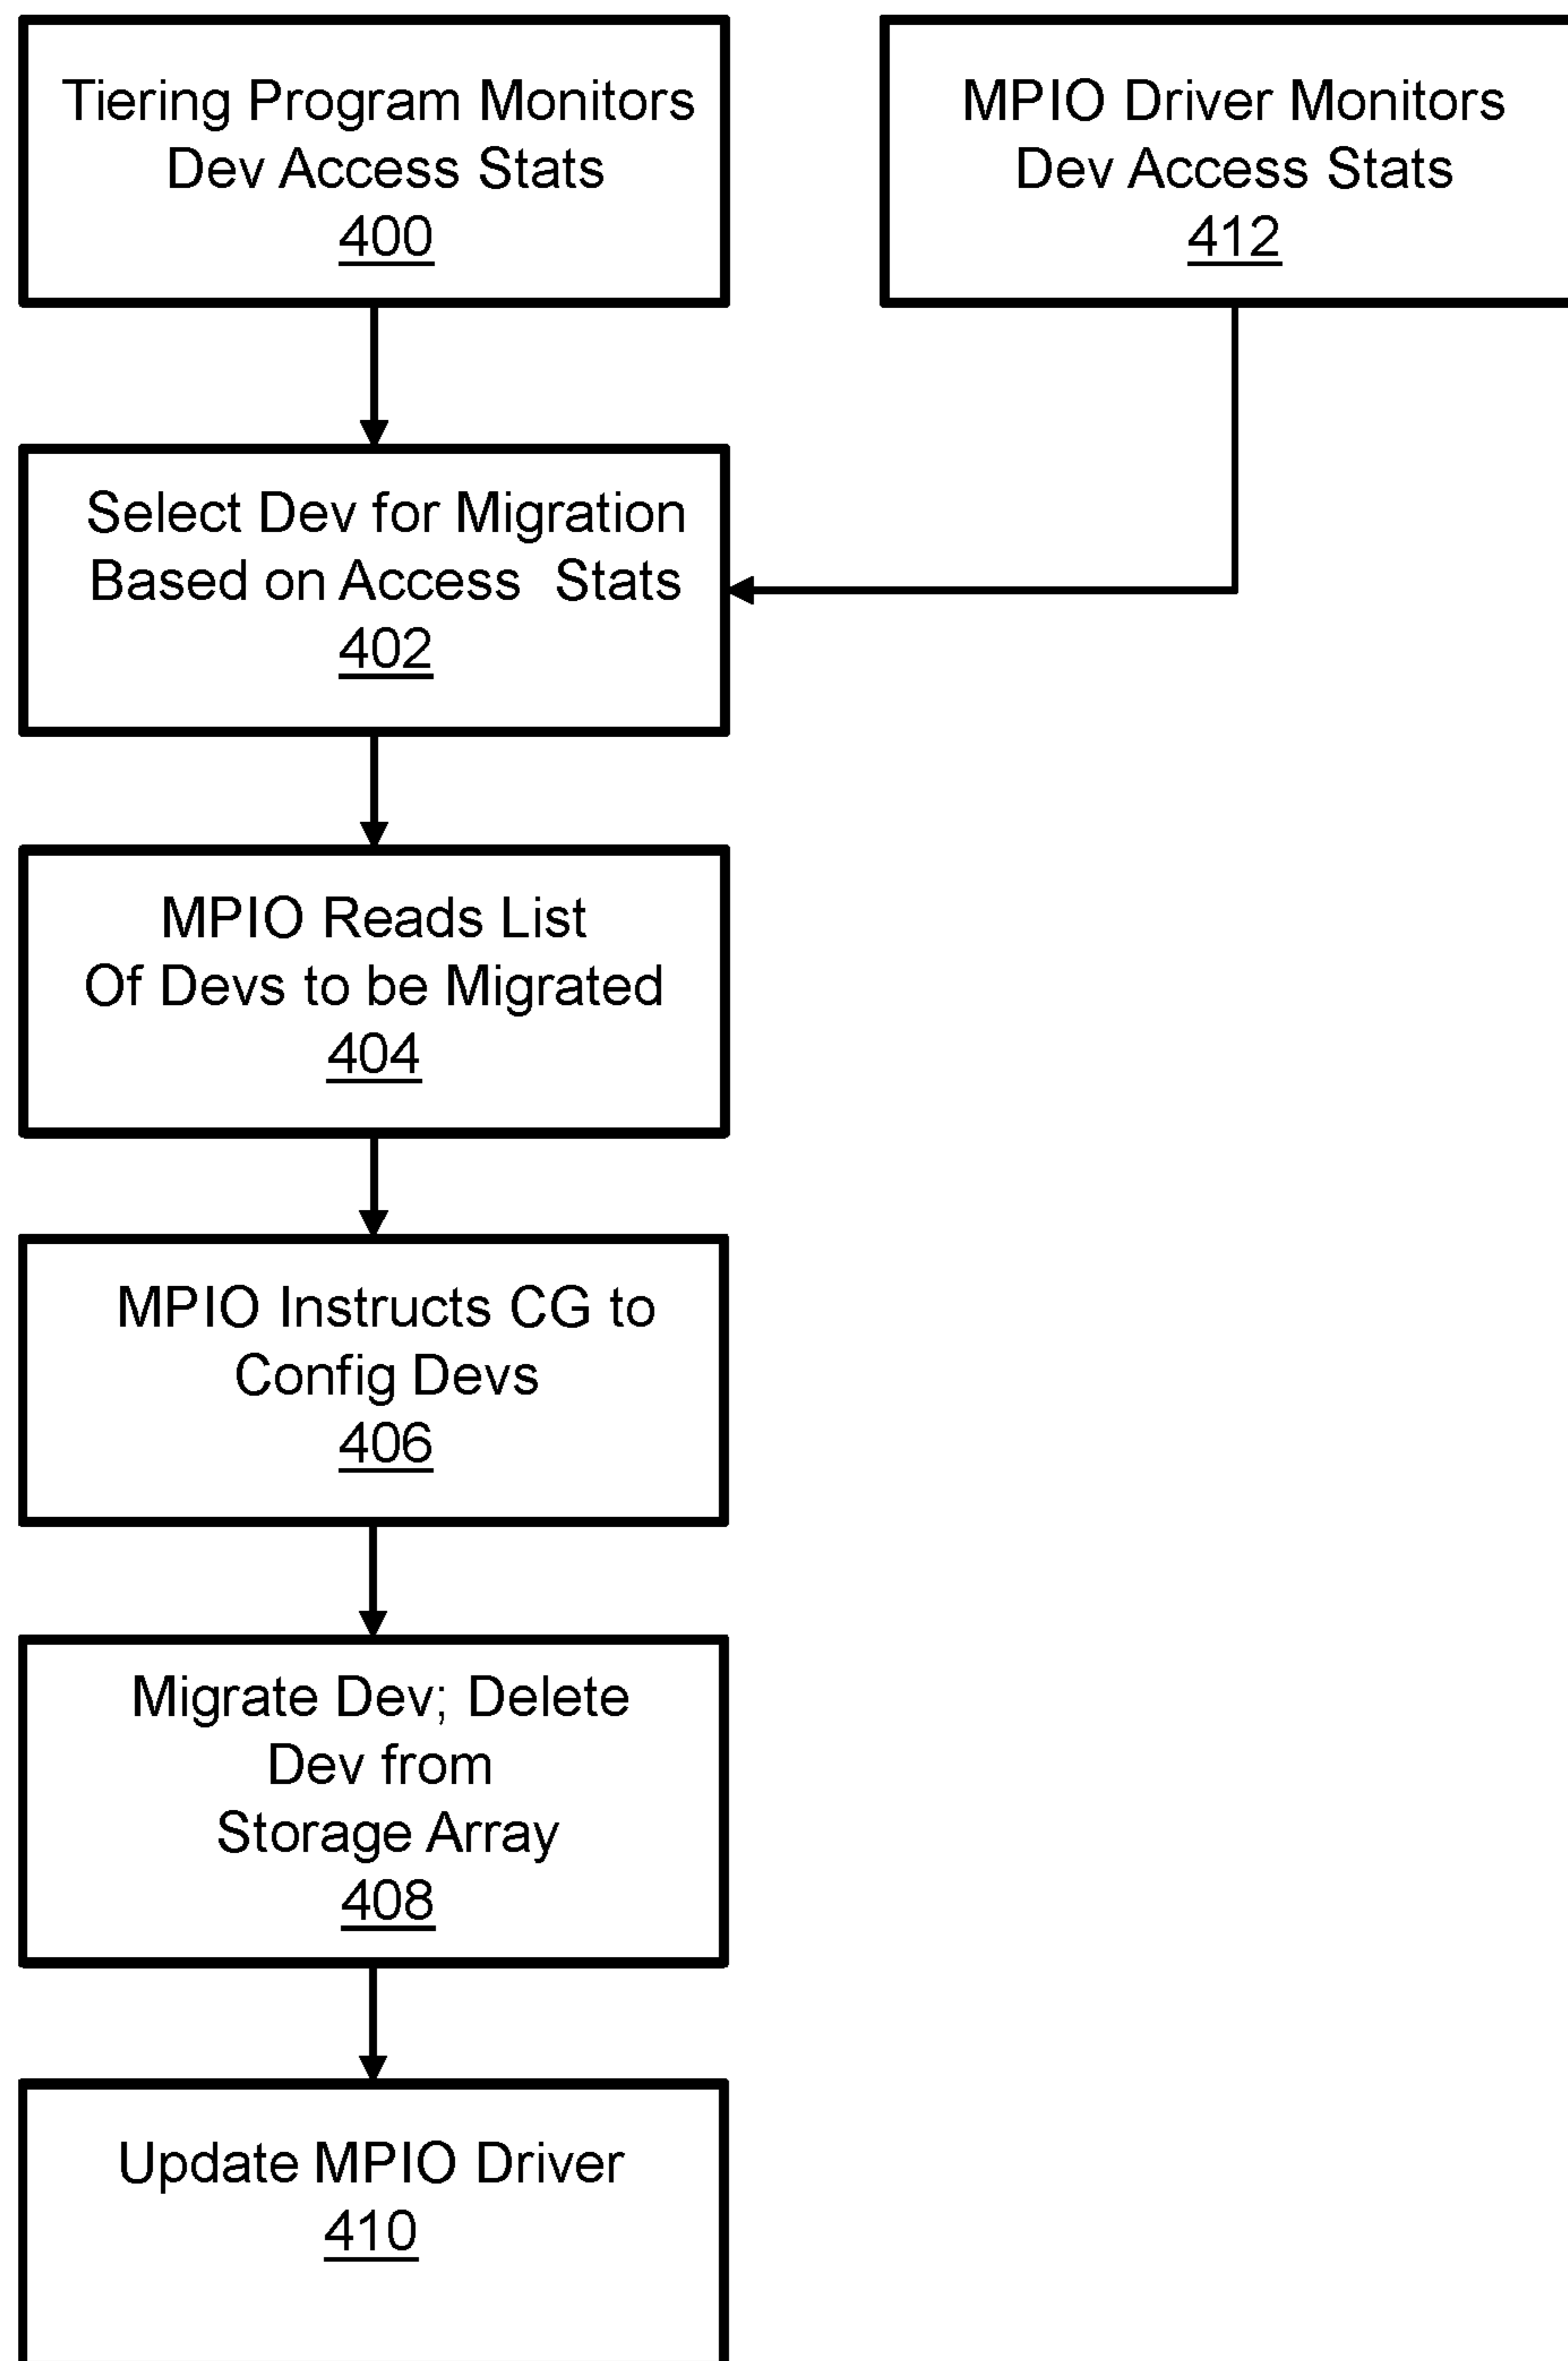 Tiering Program Monitors
Dev Access Stats
400
MPIO Driver Monitors
Dev Access Stats
412
Select Dev for Migration
Based on Access Stats
402
MPIO Reads List
Of Devs to be Migrated
404
MPIO Instructs CG to
Config Devs
406
Migrate Dev; Delete
Dev from
Storage Array
408
Update MPIO Driver
410